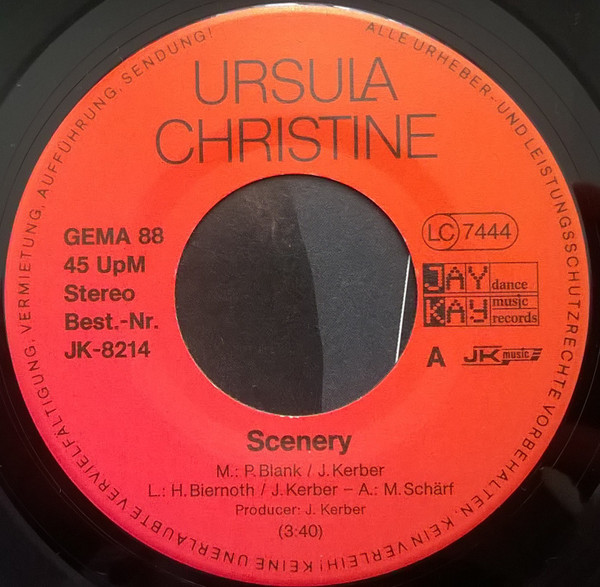 ALLE URHEBER- UND LEISTUNGSSCHUTZRECHTE VORBEHALTEN. KEIN VERLEIH! KEINE UNERLAUBTE VERVIELFÄLTIGUNG, VERMIETUNG, AUFFÜHRUNG, SENDUNG!
URSULA
CHRISTINE
GEMA 88
45 UpM
Stereo
Best.-Nr.
JK-8214
LC 7444
JAY dance
KAY music records
A JK music
Scenery
M.: P. Blank / J. Kerber
L.: H. Biernoth / J. Kerber – A.: M. Schärf
Producer: J. Kerber
(3:40)